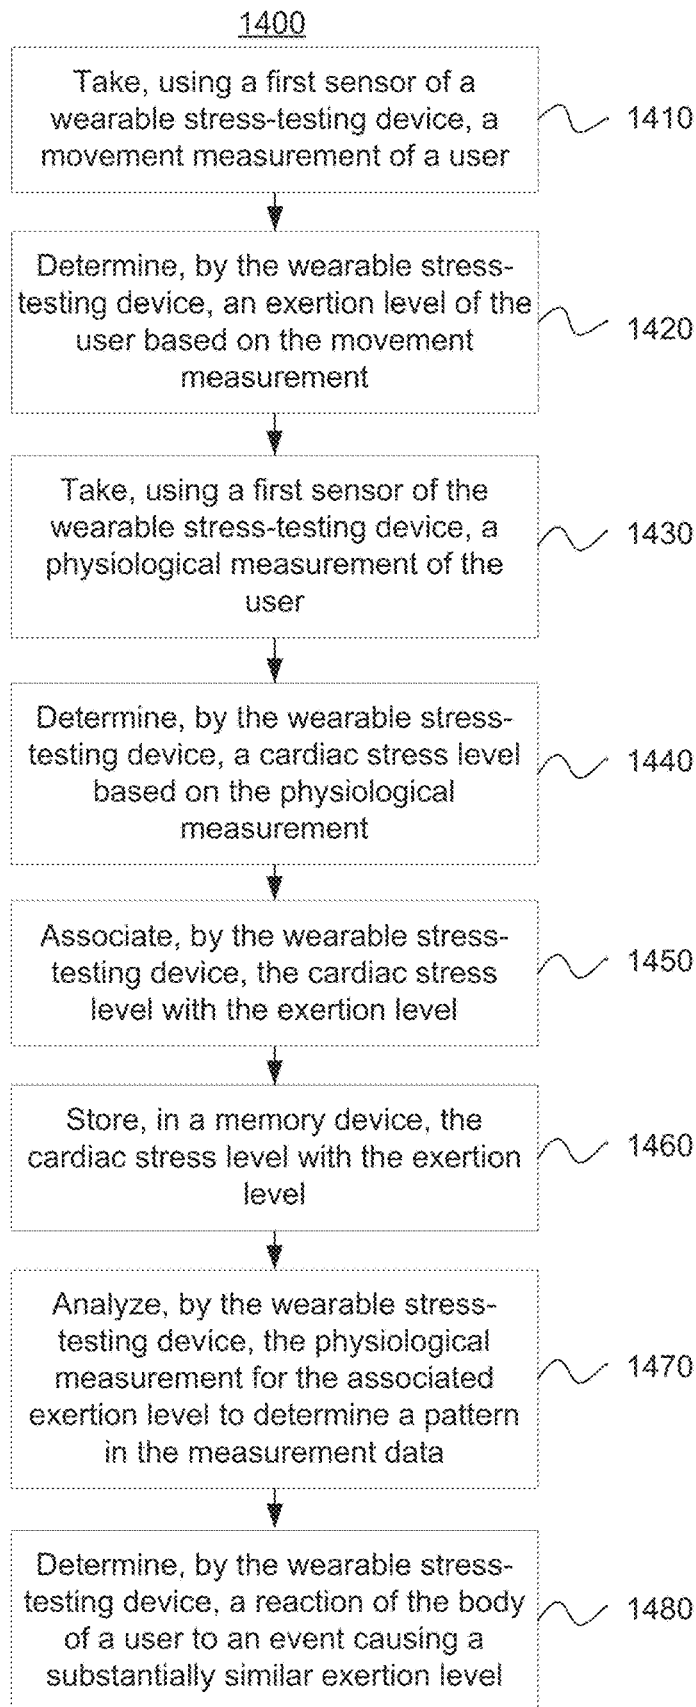 1400
Take, using a first sensor of a
wearable stress-testing device, a
movement measurement of a user
1410
Determine, by the wearable stress-
testing device, an exertion level of the
user based on the movement
measurement
1420
Take, using a first sensor of the
wearable stress-testing device, a
physiological measurement of the
user
1430
Determine, by the wearable stress-
testing device, a cardiac stress level
based on the physiological
measurement
1440
Associate, by the wearable stress-
testing device, the cardiac stress
level with the exertion level
1450
Store, in a memory device, the
cardiac stress level with the exertion
level
1460
Analyze, by the wearable stress-
testing device, the physiological
measurement for the associated
exertion level to determine a pattern
in the measurement data
1470
Determine, by the wearable stress-
testing device, a reaction of the body
of a user to an event causing a
substantially similar exertion level
1480